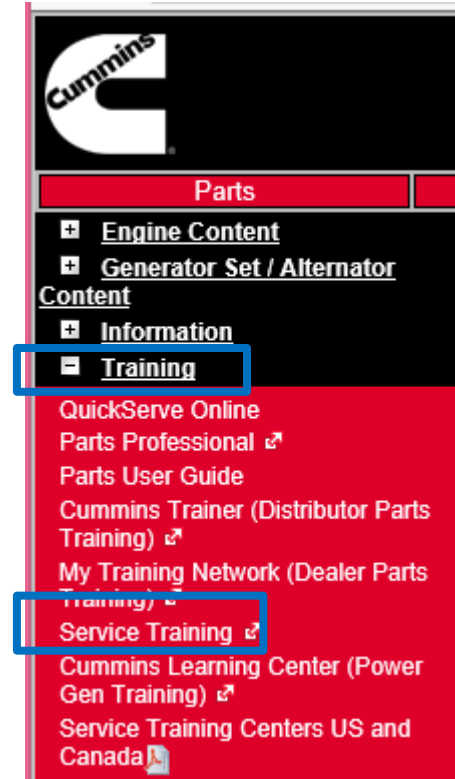 Cummins
Parts
Engine Content
Generator Set / Alternator
Content
Information
Training
QuickServe Online
Parts Professional
Parts User Guide
Cummins Trainer (Distributor Parts
Training)
My Training Network (Dealer Parts
Training)
Service Training
Cummins Learning Center (Power
Gen Training)
Service Training Centers US and
Canada